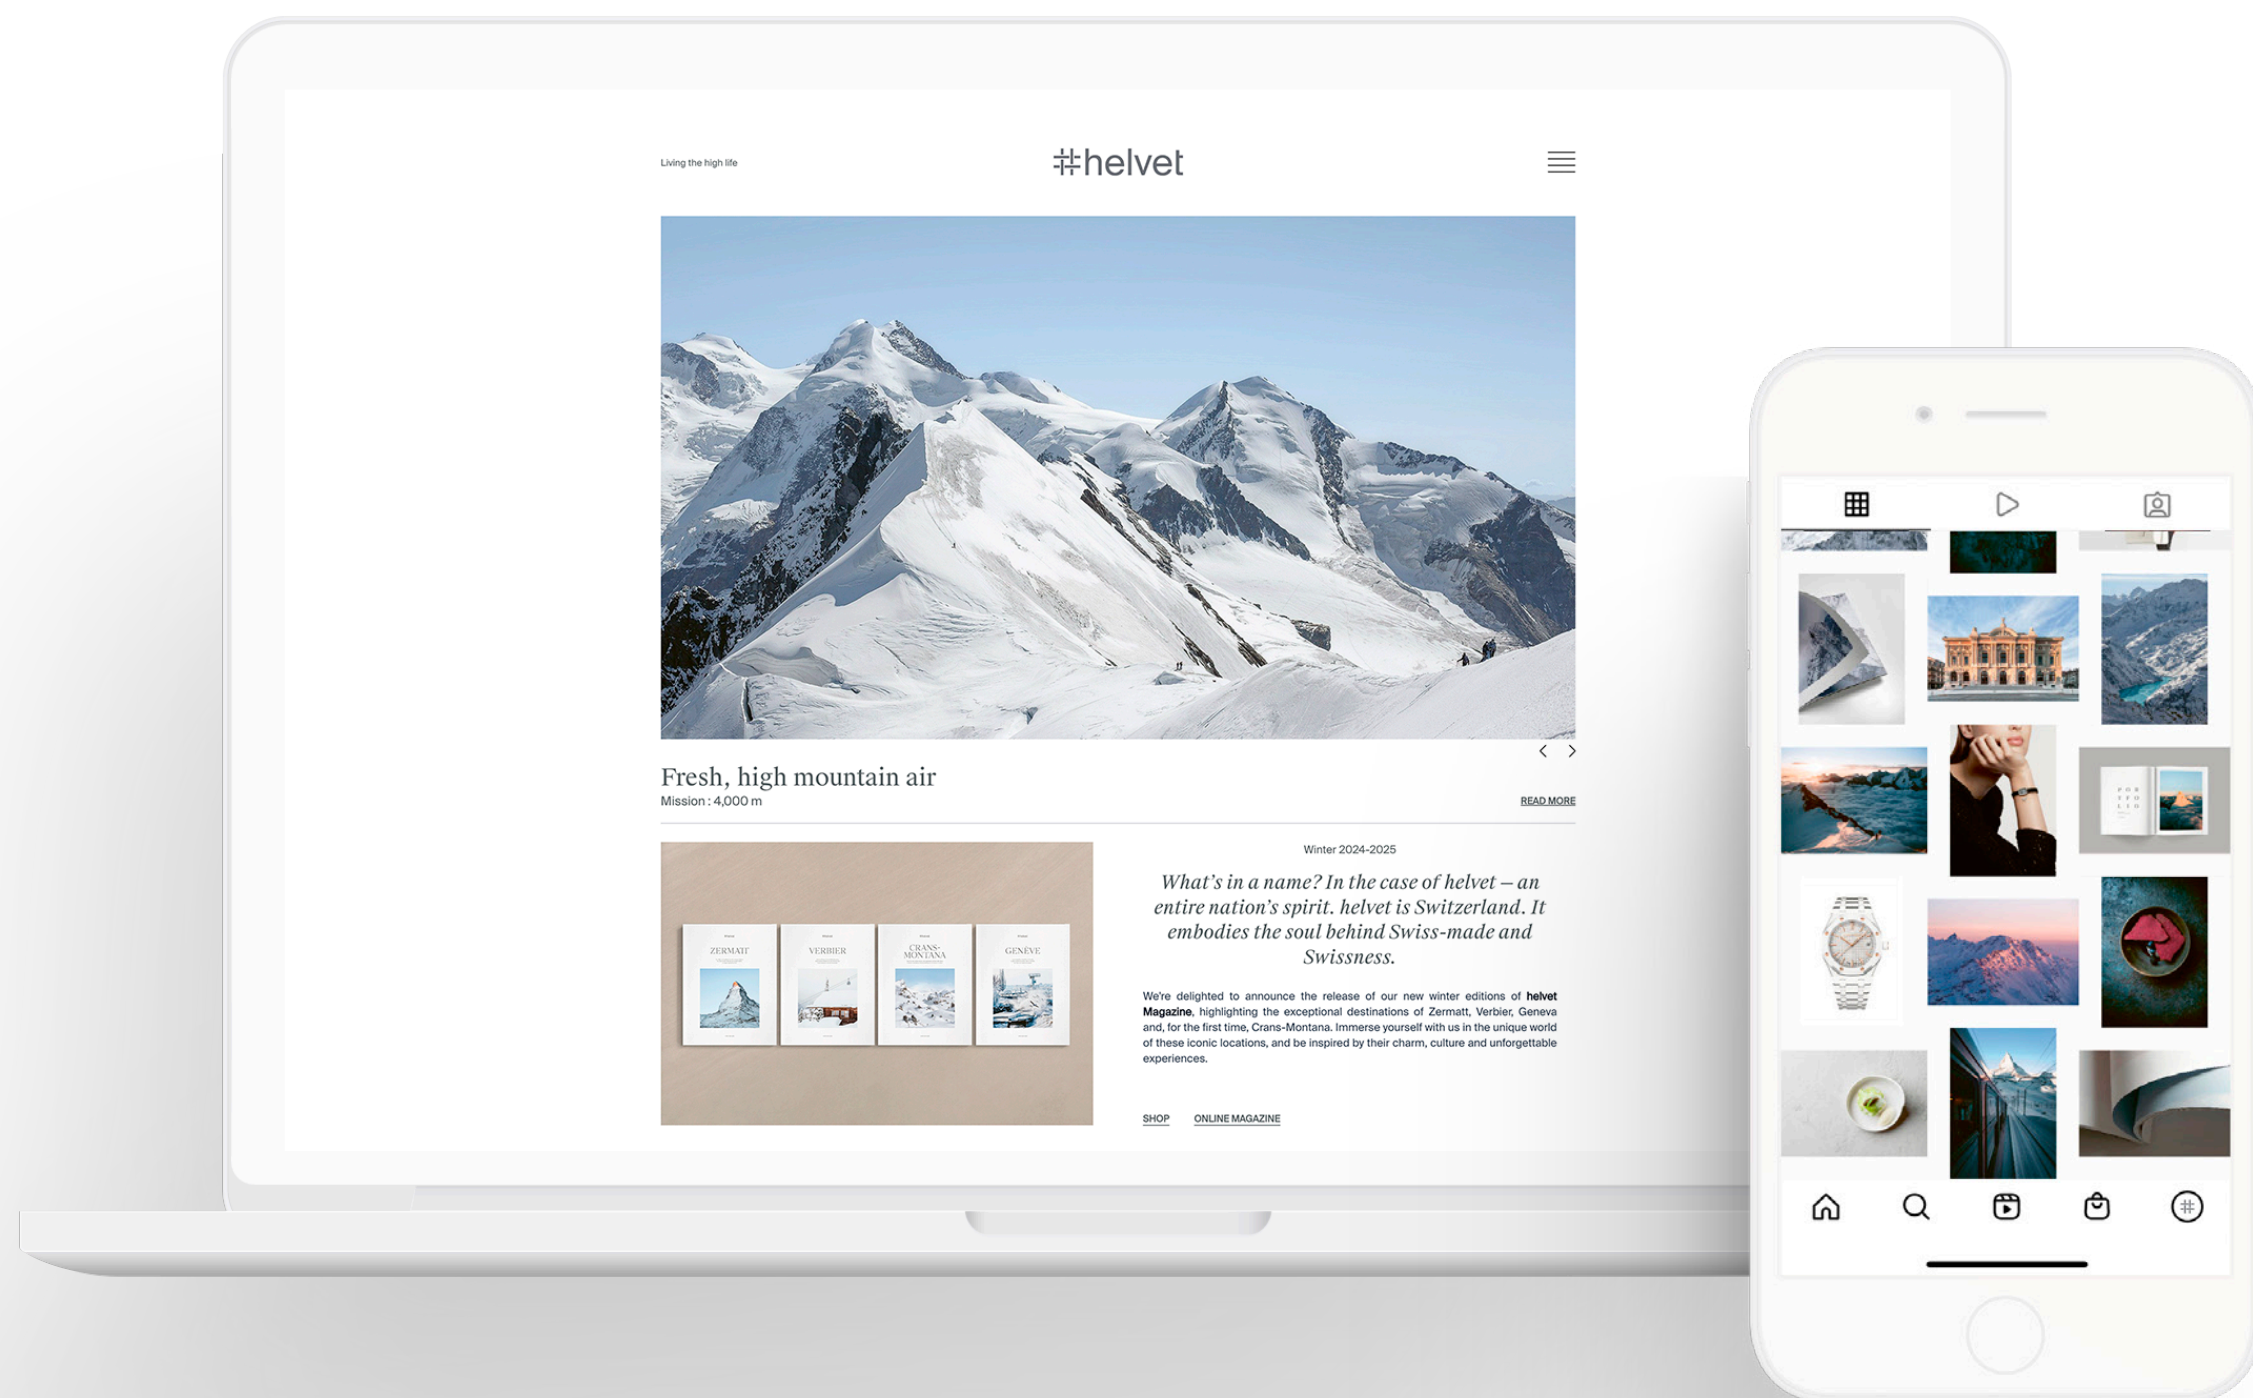 Living the high life
#helvet
Fresh, high mountain air
Mission : 4,000 m
READ MORE
ZERMATT
VERBIER
CRANS-
MONTANA
GENÈVE
Winter 2024-2025
What’s in a name? In the case of helvet – an
entire nation’s spirit. helvet is Switzerland. It
embodies the soul behind Swiss-made and
Swissness.
We're delighted to announce the release of our new winter editions of helvet
Magazine, highlighting the exceptional destinations of Zermatt, Verbier, Geneva
and, for the first time, Crans-Montana. Immerse yourself with us in the unique world
of these iconic locations, and be inspired by their charm, culture and unforgettable
experiences.
SHOP
ONLINE MAGAZINE
POR
TFO
LIO
#